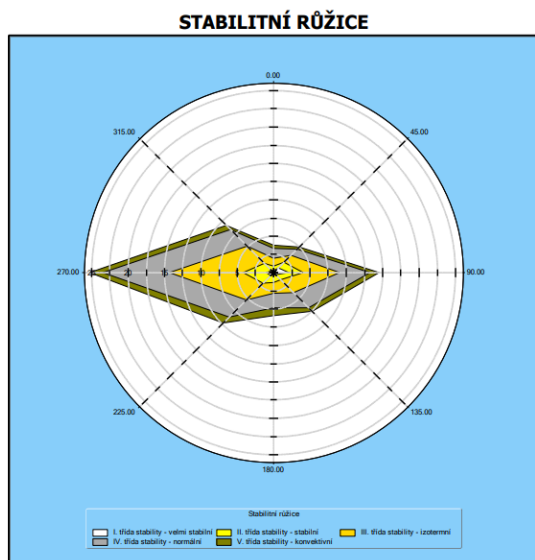 STABILITNÍ RŮŽICE
0.00
315.00 45.00
270.00 90.00
225.00 135.00
180.00
Stabilitní růžice
I. třída stability - velmi stabilní II. třída stability - stabilní III. třída stability - izotermní
IV. třída stability - normální V. třída stability - konvektivní